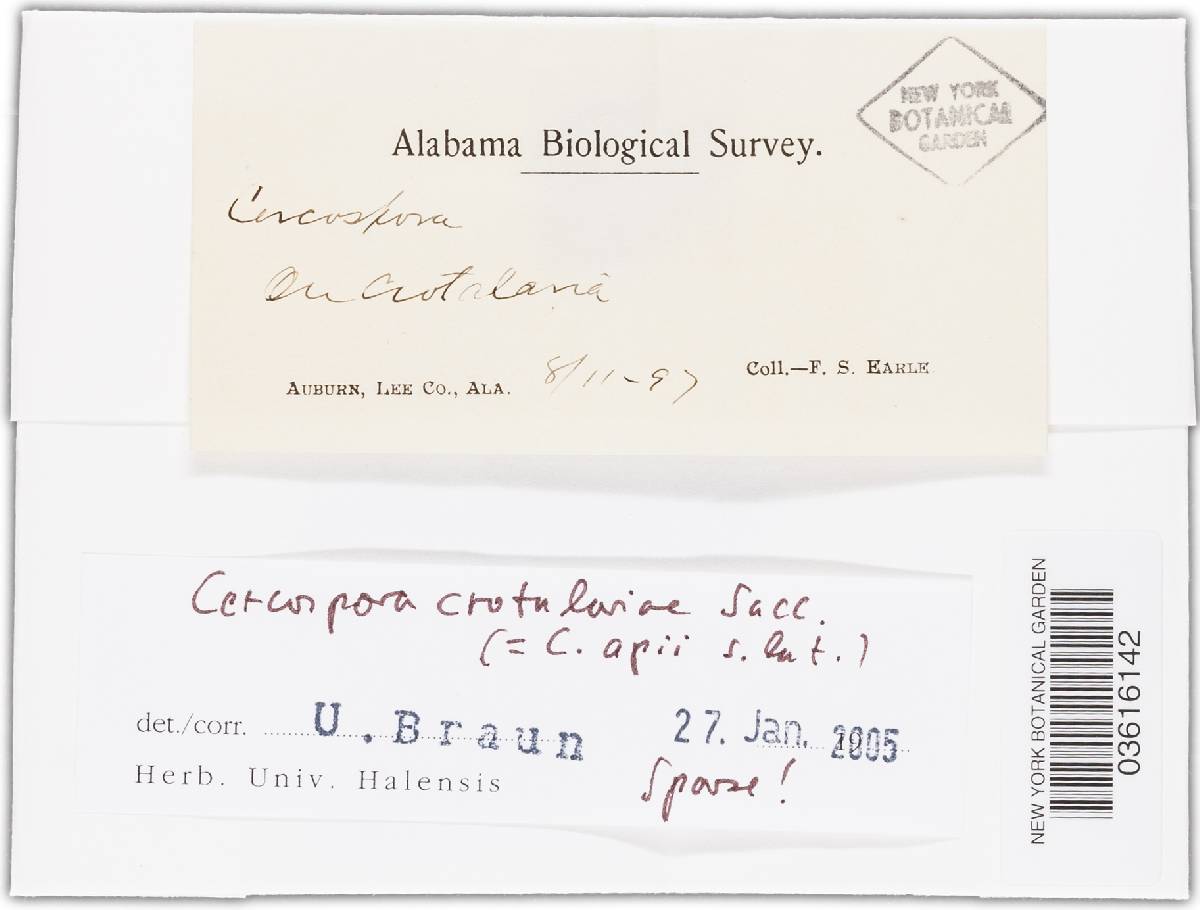 NEW YORK
BOTANICAL
GARDEN
Alabama Biological Survey.
Cercospora
On Crotalaria
AUBURN, LEE CO., ALA. 8/11-97 Coll.—F. S. EARLE
Cercospora crotalariae Sacc.
(= C. apii s. lat.)
det./corr. U. Braun 27. Jan. 2005
Herb. Univ. Halensis Sparse!
NEW YORK BOTANICAL GARDEN
03616142